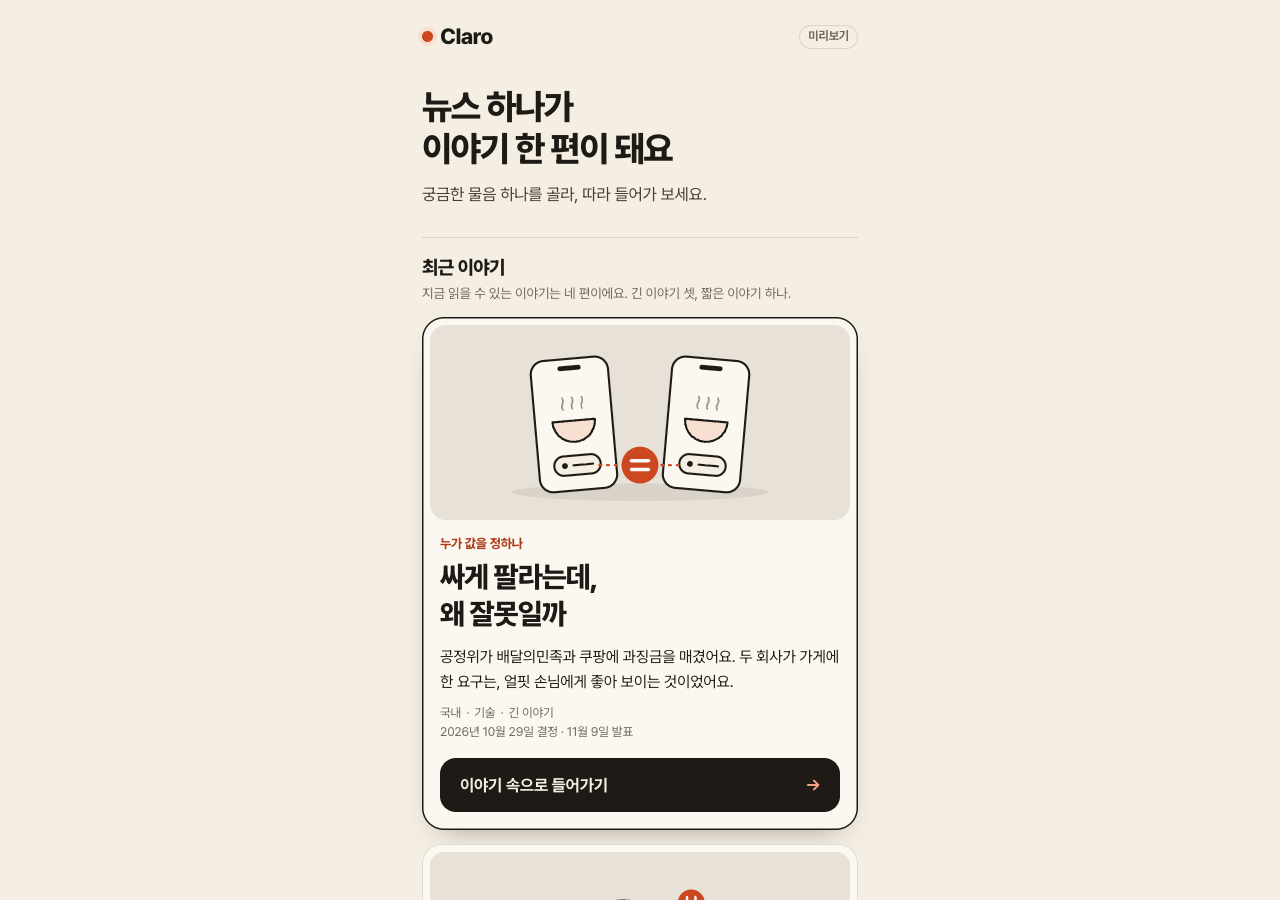 Claro
미리보기
뉴스 하나가
이야기 한 편이 돼요
궁금한 물음 하나를 골라, 따라 들어가 보세요.
최근 이야기
지금 읽을 수 있는 이야기는 네 편이에요. 긴 이야기 셋, 짧은 이야기 하나.
누가 값을 정하나
싸게 팔라는데,
왜 잘못일까
공정위가 배달의민족과 쿠팡에 과징금을 매겼어요. 두 회사가 가게에
한 요구는, 얼핏 손님에게 좋아 보이는 것이었어요.
국내 · 기술 · 긴 이야기
2026년 10월 29일 결정 · 11월 9일 발표
이야기 속으로 들어가기 →